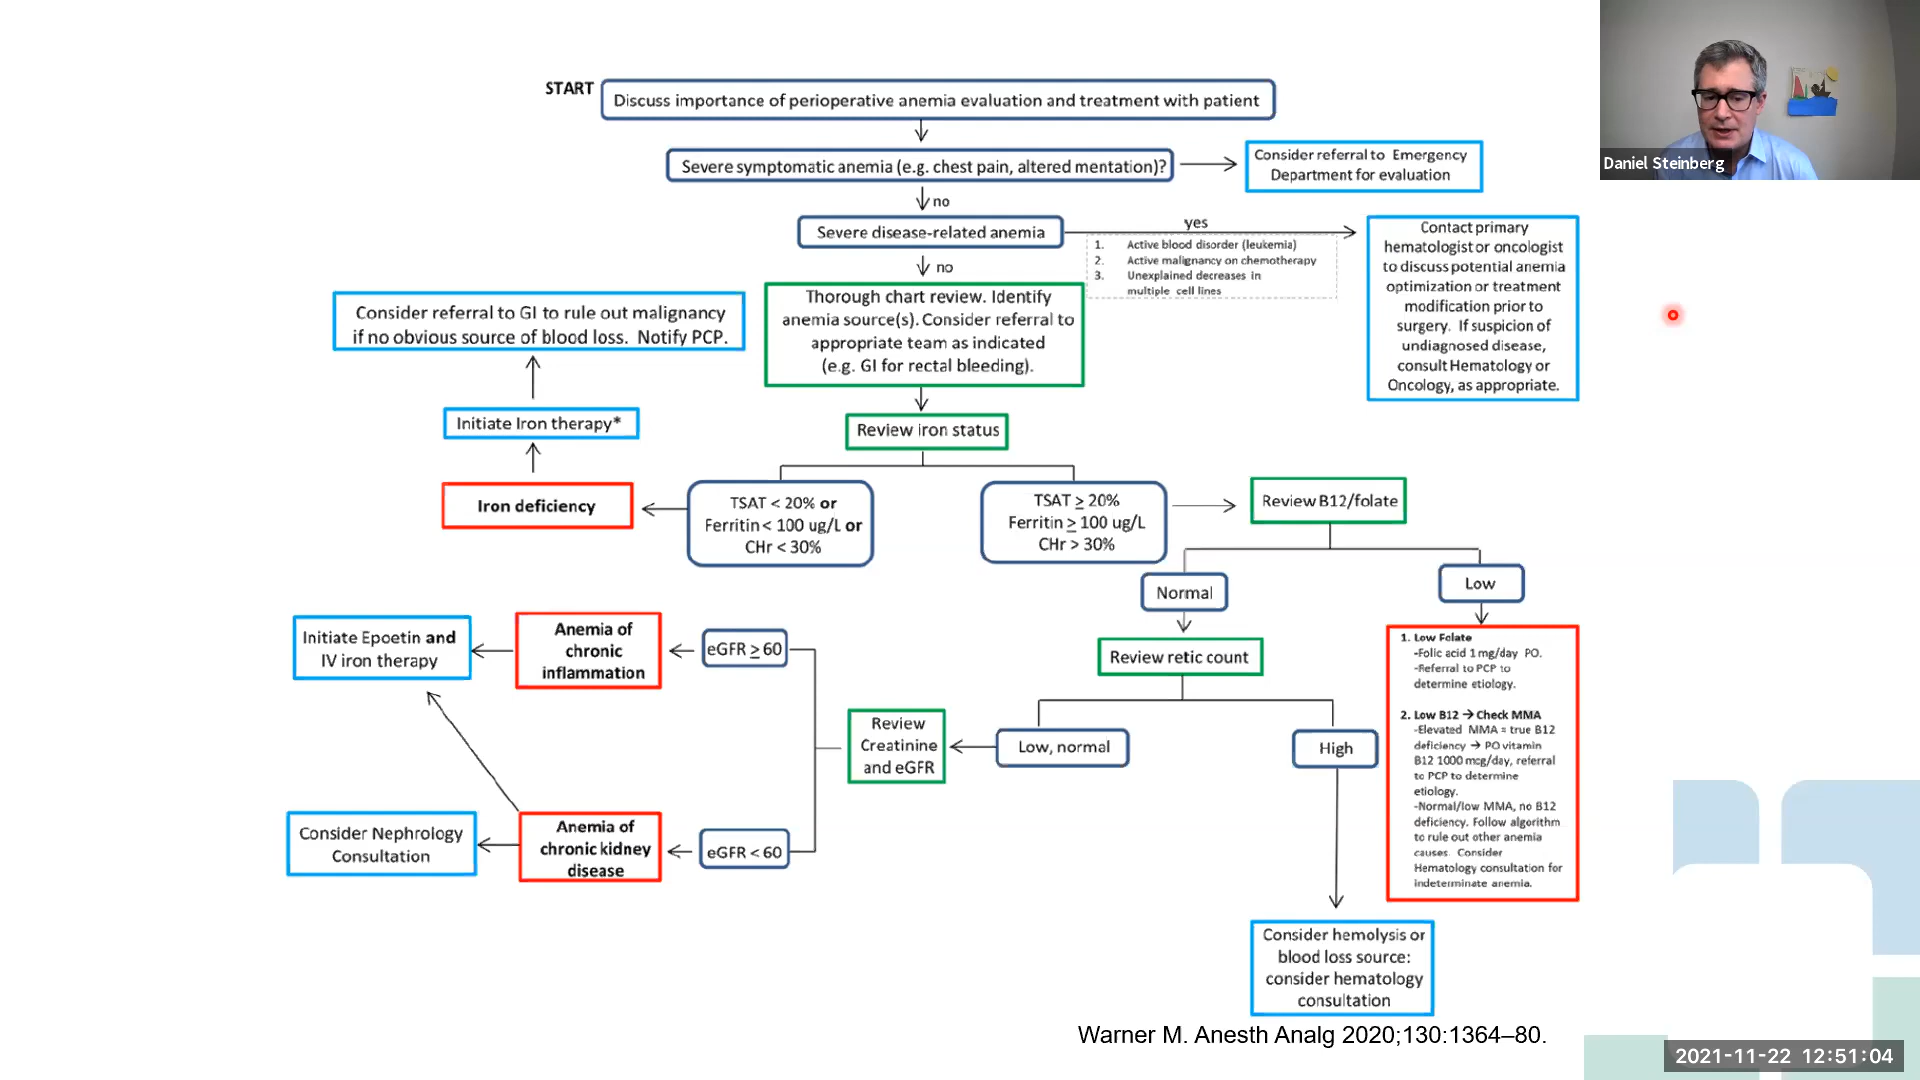 START
Discuss importance of perioperative anemia evaluation and treatment with patient
Severe symptomatic anemia (e.g. chest pain, altered mentation)?
Consider referral to Emergency
Department for evaluation
no
Severe disease-related anemia
yes
1. Active blood disorder (leukemia)
2. Active malignancy on chemotherapy
3. Unexplained decreases in
multiple cell lines
Contact primary
hematologist or oncologist
to discuss potential anemia
optimization or treatment
modification prior to
surgery. If suspicion of
undiagnosed disease,
consult Hematology or
Oncology, as appropriate.
no
Thorough chart review. Identify
anemia source(s). Consider referral to
appropriate team as indicated
(e.g. GI for rectal bleeding).
Consider referral to GI to rule out malignancy
if no obvious source of blood loss. Notify PCP.
Initiate Iron therapy*
Review iron status
Iron deficiency
TSAT < 20% or
Ferritin < 100 ug/L or
CHr < 30%
TSAT ≥ 20%
Ferritin ≥ 100 ug/L
CHr > 30%
Review B12/folate
Normal
Low
Review retic count
1. Low Folate
-Folic acid 1 mg/day PO.
-Referral to PCP to
determine etiology.
2. Low B12 → Check MMA
-Elevated MMA = true B12
deficiency → PO vitamin
B12 1000 mcg/day, referral
to PCP to determine
etiology.
-Normal/low MMA, no B12
deficiency. Follow algorithm
to rule out other anemia
causes. Consider
Hematology consultation for
indeterminate anemia.
Initiate Epoetin and
IV iron therapy
Anemia of
chronic
inflammation
eGFR ≥ 60
Review
Creatinine
and eGFR
Low, normal
High
Consider Nephrology
Consultation
Anemia of
chronic kidney
disease
eGFR < 60
Consider hemolysis or
blood loss source:
consider hematology
consultation
Warner M. Anesth Analg 2020;130:1364–80.
Daniel Steinberg
2021-11-22 12:51:04